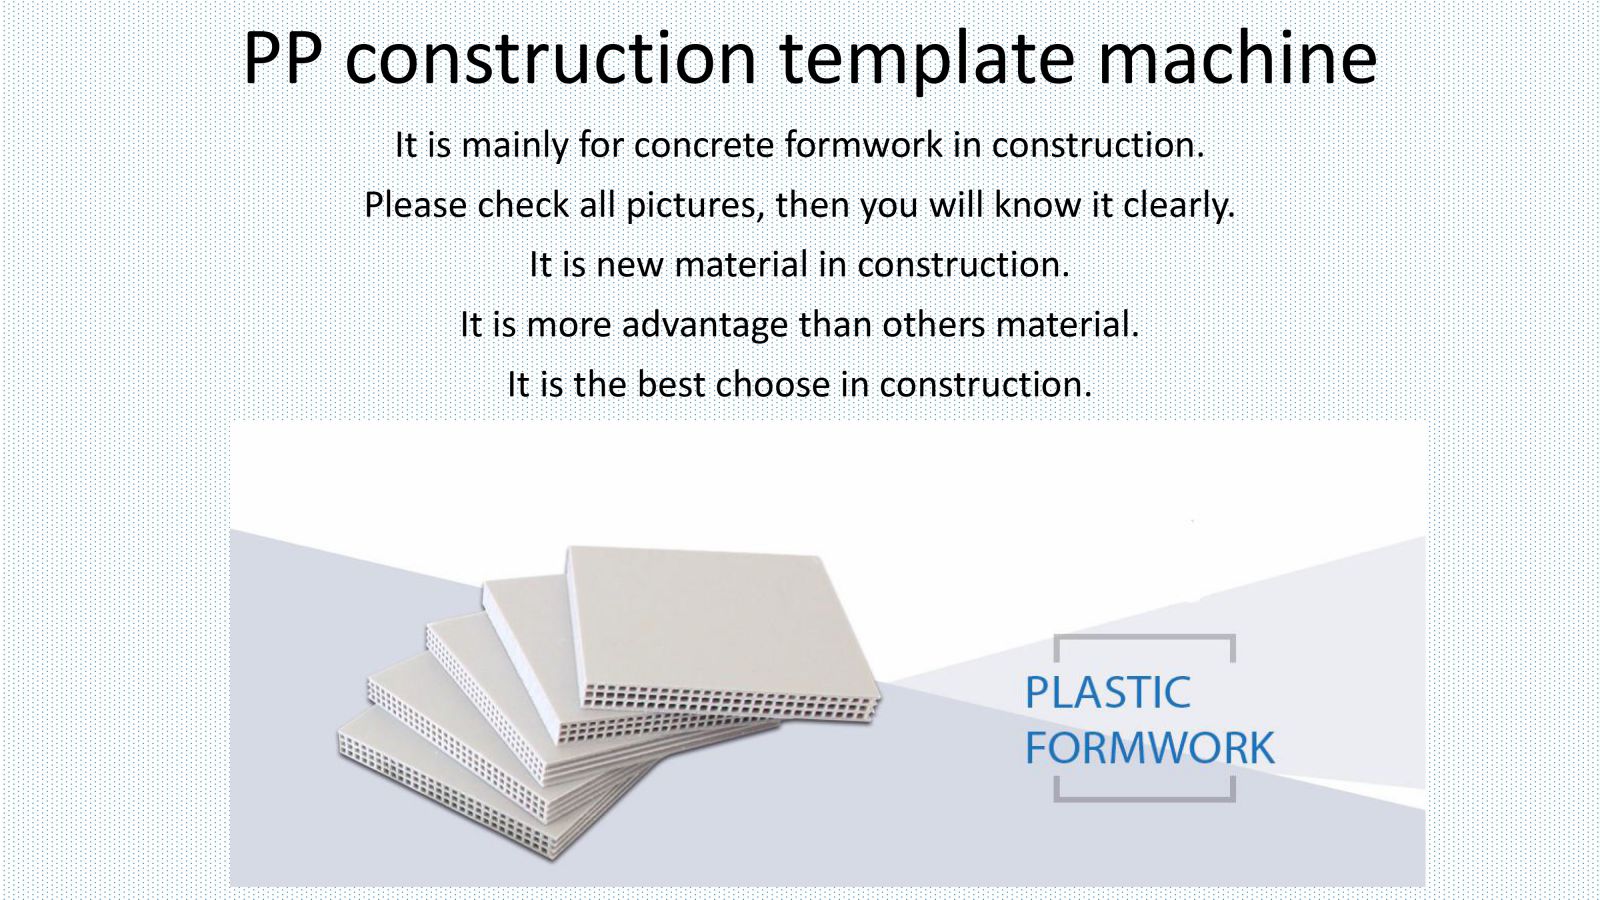 PP construction template machine
It is mainly for concrete formwork in construction.
Please check all pictures, then you will know it clearly.
It is new material in construction.
It is more advantage than others material.
It is the best choose in construction.
PLASTIC
FORMWORK